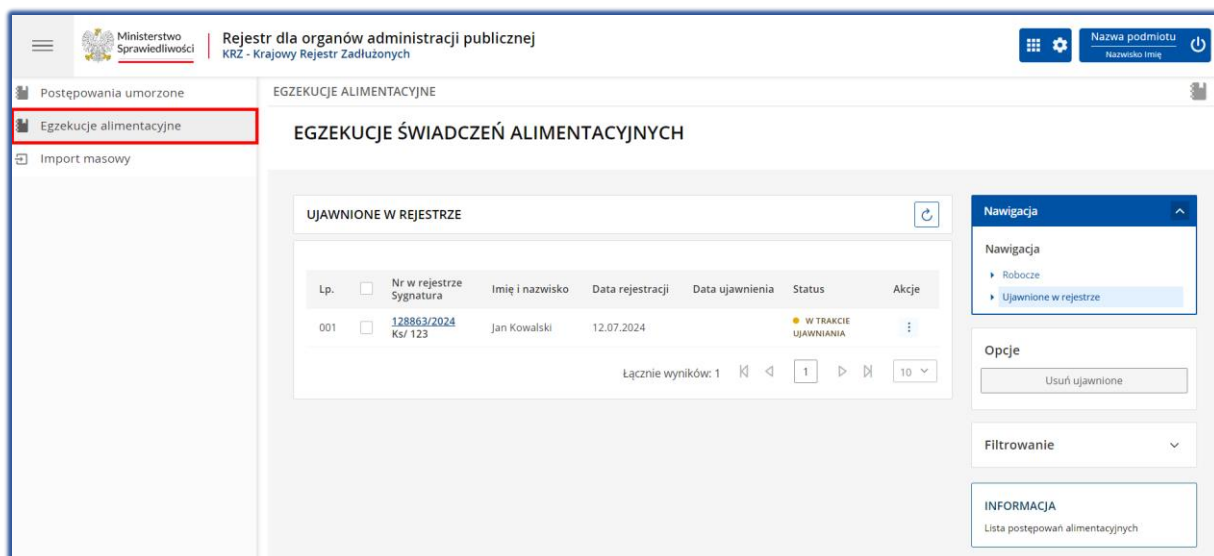 Ministerstwo
Sprawiedliwości
Rejestr dla organów administracji publicznej
KRZ - Krajowy Rejestr Zadłużonych
Nazwa podmiotu
Nazwisko Imię
Postępowania umorzone
Egzekucje alimentacyjne
Import masowy
EGZEKUCJE ALIMENTACYJNE
EGZEKUCJE ŚWIADCZEŃ ALIMENTACYJNYCH
UJAWNIONE W REJESTRZE
Lp. Nr w rejestrze Sygnatura Imię i nazwisko Data rejestracji Data ujawnienia Status Akcje
001 128863/2024 Ks/ 123 Jan Kowalski 12.07.2024 W TRAKCIE UJAWNIANIA
Łącznie wyników: 1 1 10
Nawigacja
Nawigacja
Robocze
Ujawnione w rejestrze
Opcje
Usuń ujawnione
Filtrowanie
INFORMACJA
Lista postępowań alimentacyjnych